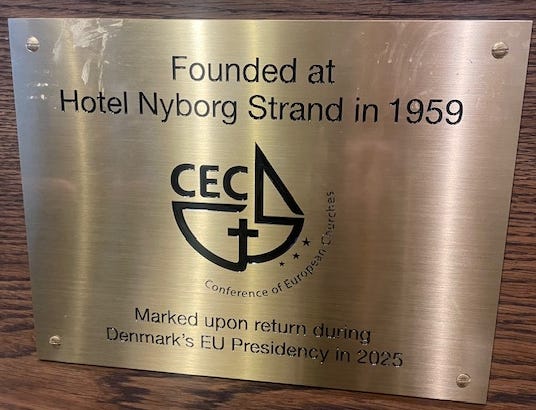 Founded at
Hotel Nyborg Strand in 1959
CEC
Conference of European Churches
Marked upon return during
Denmark's EU Presidency in 2025